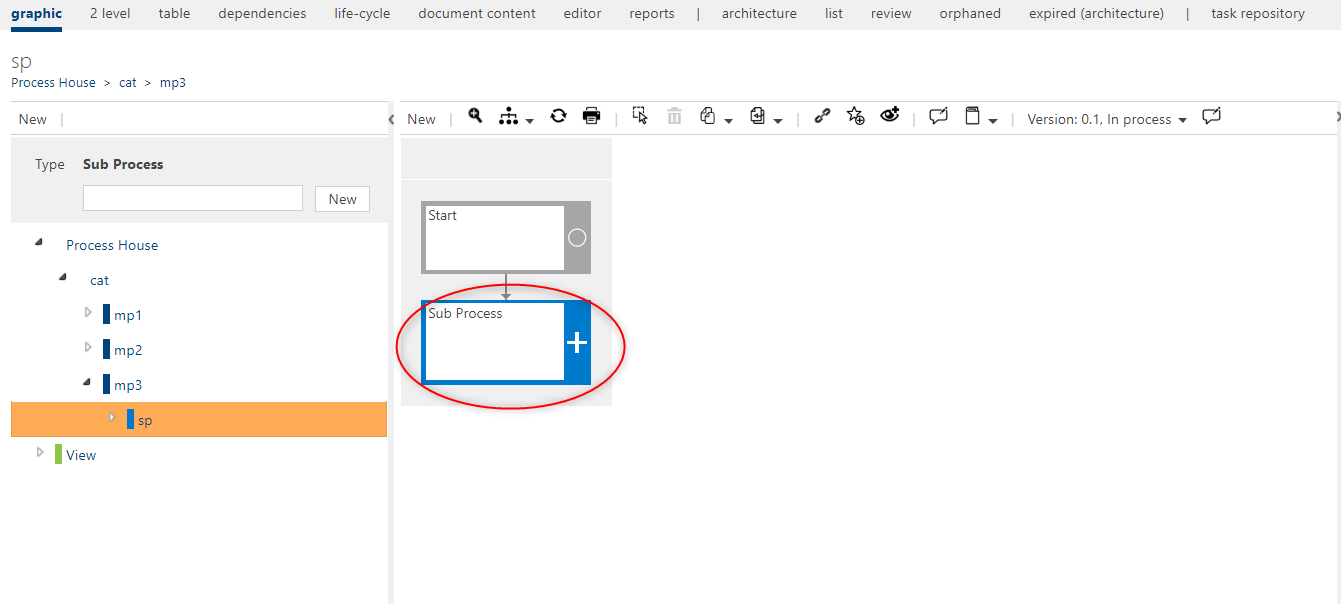 graphic 2 level table dependencies life-cycle document content editor reports | architecture list review orphaned expired (architecture) | task repository
sp
Process House > cat > mp3
New |
New | | | | | Version: 0.1, In process
Type Sub Process
New
Process House
cat
mp1
mp2
mp3
sp
View
Start
Sub Process